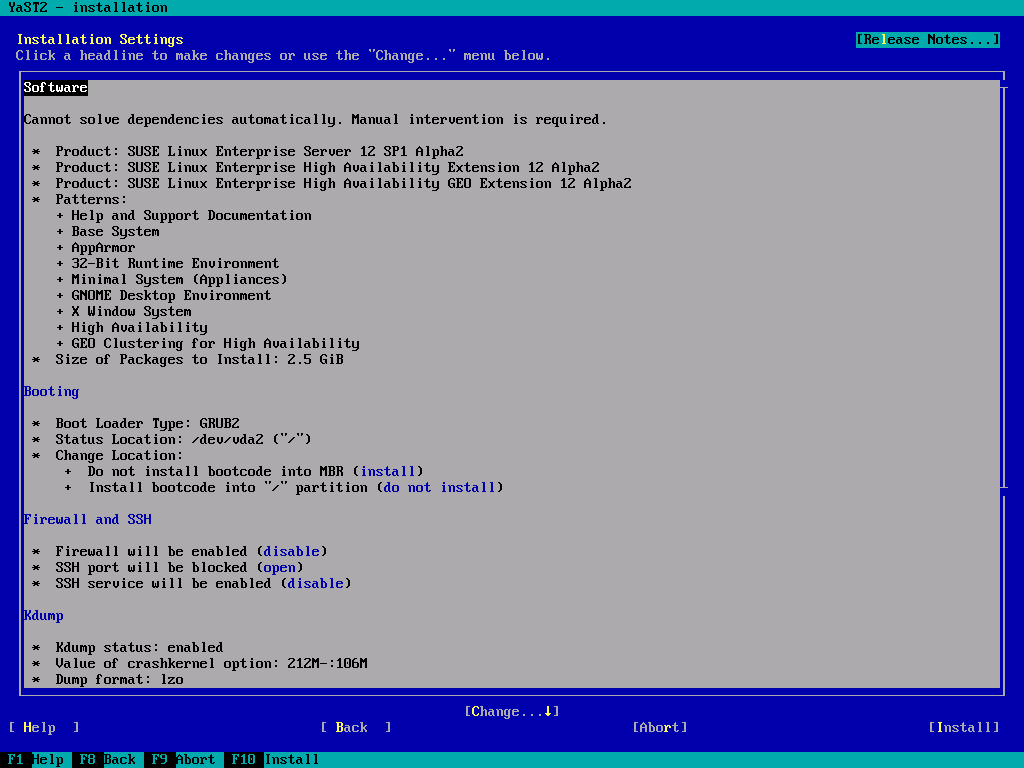 YaST2 - installation
Installation Settings [Release Notes...]
Click a headline to make changes or use the "Change..." menu below.
Software
Cannot solve dependencies automatically. Manual intervention is required.
* Product: SUSE Linux Enterprise Server 12 SP1 Alpha2
* Product: SUSE Linux Enterprise High Availability Extension 12 Alpha2
* Product: SUSE Linux Enterprise High Availability GEO Extension 12 Alpha2
* Patterns:
+ Help and Support Documentation
+ Base System
+ AppArmor
+ 32-Bit Runtime Environment
+ Minimal System (Appliances)
+ GNOME Desktop Environment
+ X Window System
+ High Availability
+ GEO Clustering for High Availability
* Size of Packages to Install: 2.5 GiB
Booting
* Boot Loader Type: GRUB2
* Status Location: /dev/vda2 ("/")
* Change Location:
+ Do not install bootcode into MBR (install)
+ Install bootcode into "/" partition (do not install)
Firewall and SSH
* Firewall will be enabled (disable)
* SSH port will be blocked (open)
* SSH service will be enabled (disable)
Kdump
* Kdump status: enabled
* Value of crashkernel option: 212M-:106M
* Dump format: lzo
[Change...↓]
[ Help ] [ Back ] [Abort] [Install]
F1 Help F8 Back F9 Abort F10 Install